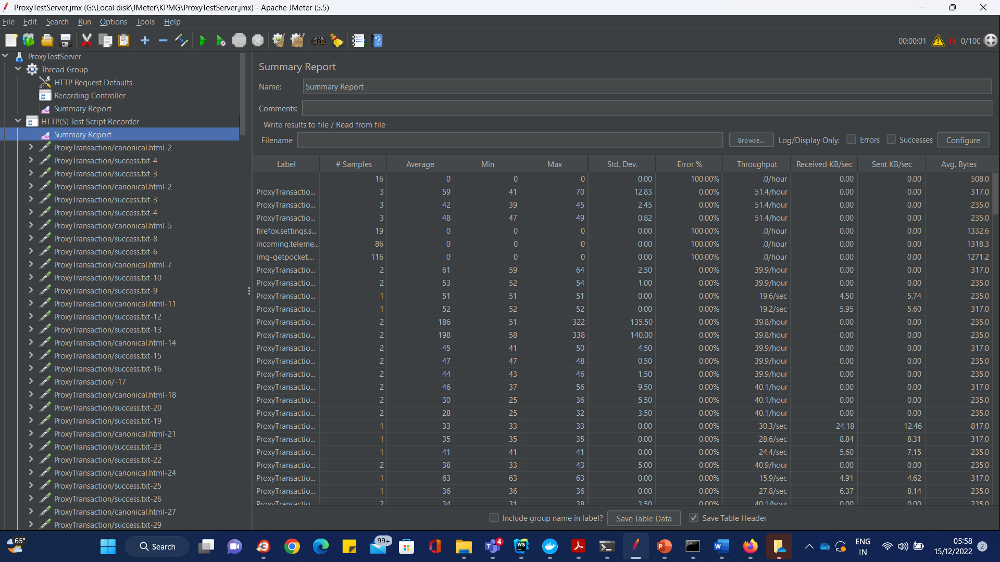 ProxyTestServer.jmx (G:\Local disk\JMeter\KPMG\ProxyTestServer.jmx) - Apache JMeter (5.5)
File Edit Search Run Options Tools Help
00:00:01 16 0/100
ProxyTestServer
Thread Group
HTTP Request Defaults
Recording Controller
Summary Report
HTTP(S) Test Script Recorder
Summary Report
ProxyTransaction/canonical.html-2
ProxyTransaction/success.txt-4
ProxyTransaction/success.txt-3
ProxyTransaction/canonical.html-2
ProxyTransaction/success.txt-3
ProxyTransaction/success.txt-4
ProxyTransaction/canonical.html-5
ProxyTransaction/success.txt-8
ProxyTransaction/success.txt-6
ProxyTransaction/canonical.html-7
ProxyTransaction/success.txt-10
ProxyTransaction/success.txt-9
ProxyTransaction/canonical.html-11
ProxyTransaction/success.txt-12
ProxyTransaction/success.txt-13
ProxyTransaction/canonical.html-14
ProxyTransaction/success.txt-15
ProxyTransaction/success.txt-16
ProxyTransaction/-17
ProxyTransaction/canonical.html-18
ProxyTransaction/success.txt-20
ProxyTransaction/success.txt-19
ProxyTransaction/canonical.html-21
ProxyTransaction/success.txt-23
ProxyTransaction/success.txt-22
ProxyTransaction/canonical.html-24
ProxyTransaction/success.txt-25
ProxyTransaction/success.txt-26
ProxyTransaction/canonical.html-27
ProxyTransaction/success.txt-29
Summary Report
Name: Summary Report
Comments:
Write results to file / Read from file
Filename Browse... Log/Display Only: Errors Successes Configure
Label # Samples Average Min Max Std. Dev. Error % Throughput Received KB/sec Sent KB/sec Avg. Bytes
16 0 0 0 0.00 100.00% .0/hour 0.00 0.00 508.0
ProxyTransactio... 3 59 41 70 12.83 0.00% 51.4/hour 0.00 0.00 317.0
ProxyTransactio... 3 42 39 45 2.45 0.00% 51.4/hour 0.00 0.00 235.0
ProxyTransactio... 3 48 47 49 0.82 0.00% 51.4/hour 0.00 0.00 235.0
firefox.settings.s... 19 0 0 0 0.00 100.00% .0/hour 0.00 0.00 1332.6
incoming.teleme... 86 0 0 0 0.00 100.00% .0/hour 0.00 0.00 1318.3
img-getpocket.... 116 0 0 0 0.00 100.00% .0/hour 0.00 0.00 1271.2
ProxyTransactio... 2 61 59 64 2.50 0.00% 39.9/hour 0.00 0.00 317.0
ProxyTransactio... 2 53 52 54 1.00 0.00% 39.9/hour 0.00 0.00 235.0
ProxyTransactio... 1 51 51 51 0.00 0.00% 19.6/sec 4.50 5.74 235.0
ProxyTransactio... 1 52 52 52 0.00 0.00% 19.2/sec 5.95 5.60 317.0
ProxyTransactio... 2 186 51 322 135.50 0.00% 39.8/hour 0.00 0.00 235.0
ProxyTransactio... 2 198 58 338 140.00 0.00% 39.8/hour 0.00 0.00 235.0
ProxyTransactio... 2 45 41 50 4.50 0.00% 39.9/hour 0.00 0.00 317.0
ProxyTransactio... 2 47 47 48 0.50 0.00% 39.9/hour 0.00 0.00 235.0
ProxyTransactio... 2 44 43 46 1.50 0.00% 39.9/hour 0.00 0.00 235.0
ProxyTransactio... 2 46 37 56 9.50 0.00% 40.1/hour 0.00 0.00 317.0
ProxyTransactio... 2 30 25 36 5.50 0.00% 40.1/hour 0.00 0.00 235.0
ProxyTransactio... 2 28 25 32 3.50 0.00% 40.1/hour 0.00 0.00 235.0
ProxyTransactio... 1 33 33 33 0.00 0.00% 30.3/sec 24.18 12.46 817.0
ProxyTransactio... 1 35 35 35 0.00 0.00% 28.6/sec 8.84 8.31 317.0
ProxyTransactio... 1 41 41 41 0.00 0.00% 24.4/sec 5.60 7.15 235.0
ProxyTransactio... 2 38 33 43 5.00 0.00% 40.9/hour 0.00 0.00 235.0
ProxyTransactio... 1 63 63 63 0.00 0.00% 15.9/sec 4.91 4.62 317.0
ProxyTransactio... 1 36 36 36 0.00 0.00% 27.8/sec 6.37 8.14 235.0
ProxyTransactio 2 34 31 38 3.50 0.00% 40.1/hour 0.00 0.00 235.0
Include group name in label? Save Table Data Save Table Header
65° Search 99+ 4 WS ENG IN 05:58 15/12/2022 2